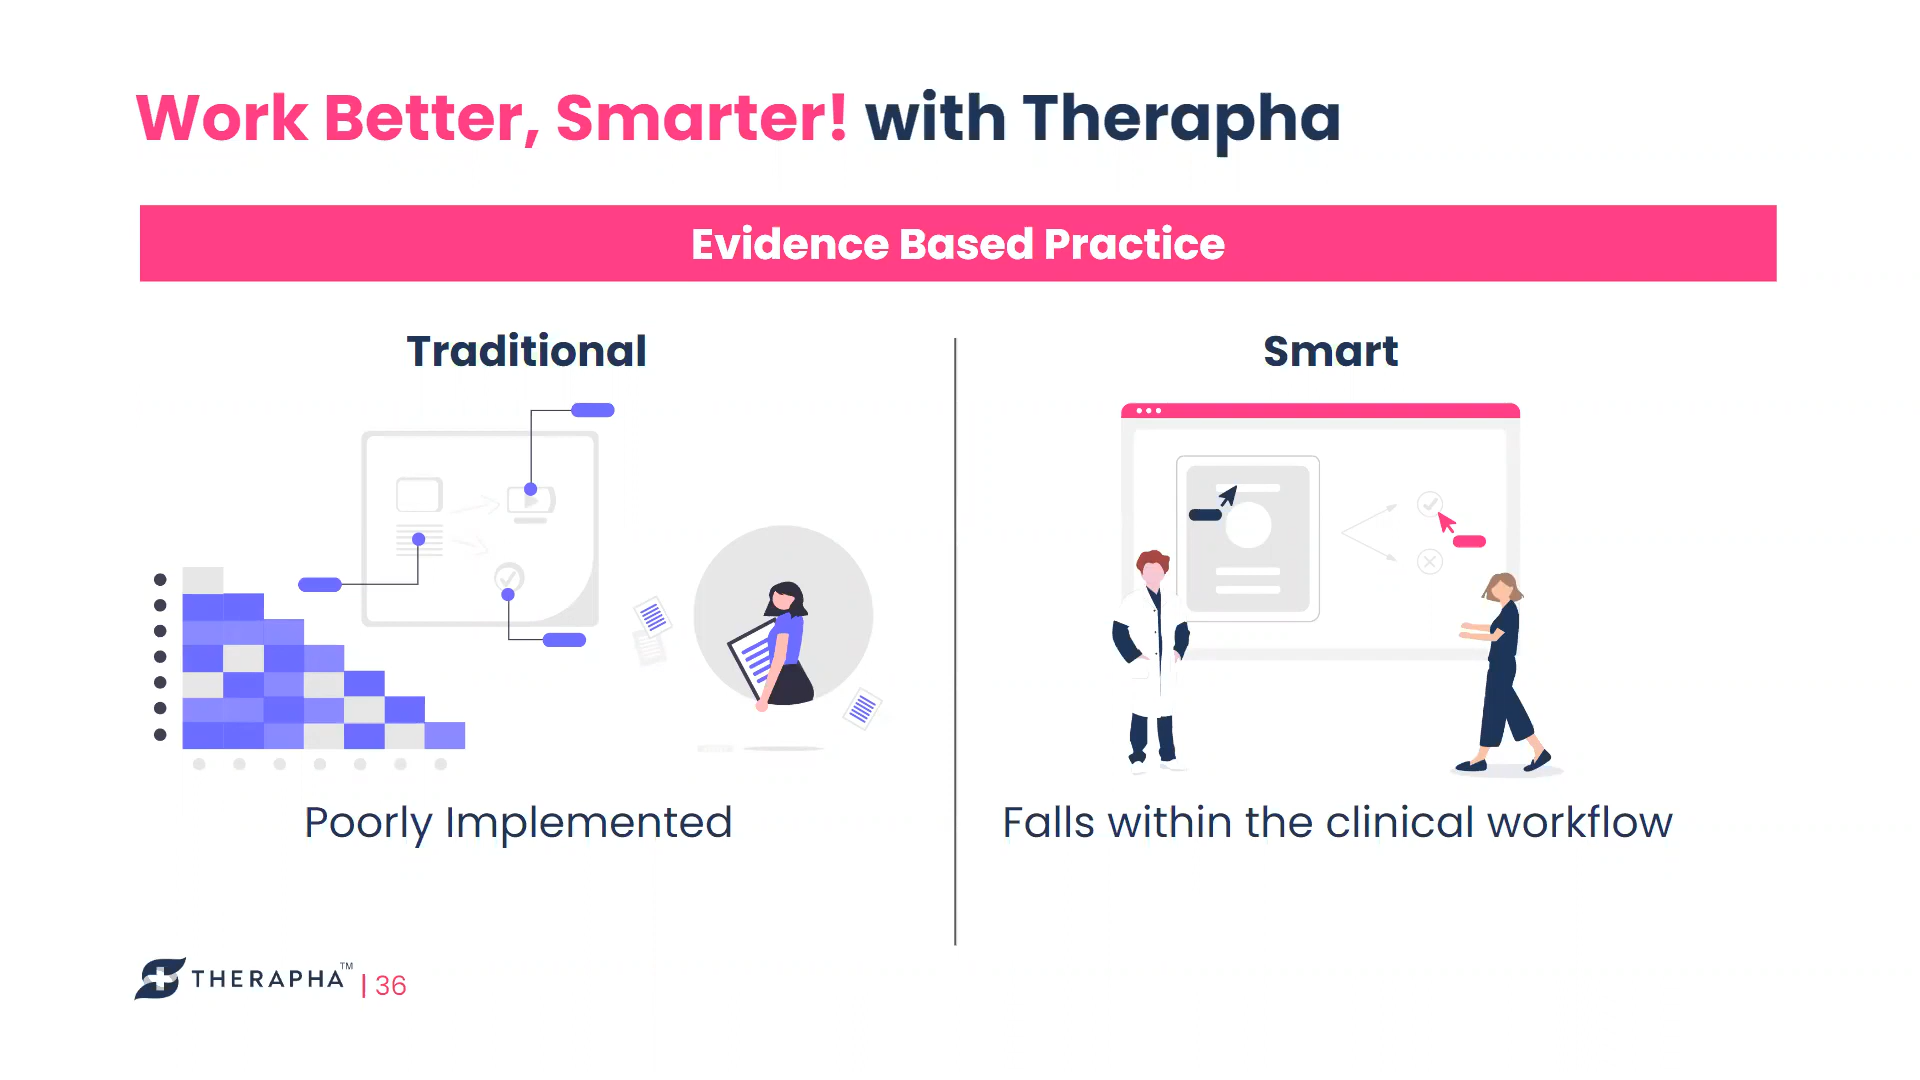 Work Better, Smarter! with Therapha
Evidence Based Practice
Traditional
Smart
Poorly Implemented
Falls within the clinical workflow
THERAPHA™ | 36